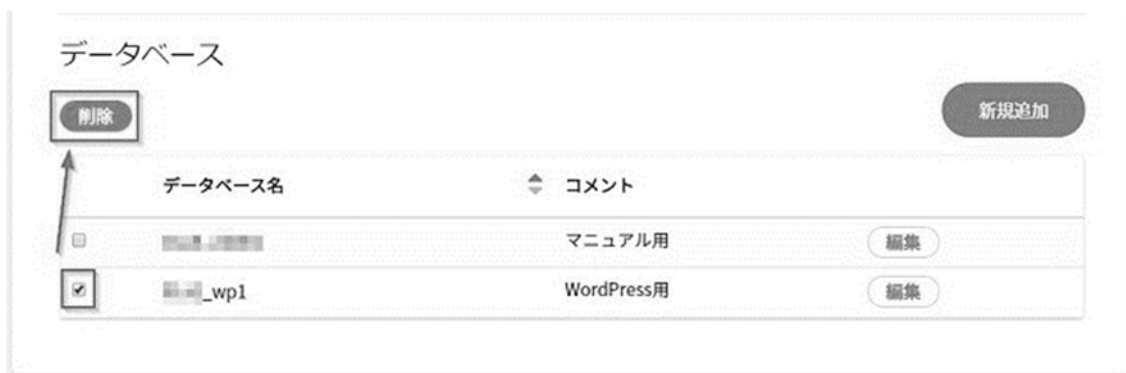 データベース
削除
新規追加
データベース名 コメント
マニュアル用 編集
_wp1 WordPress用 編集